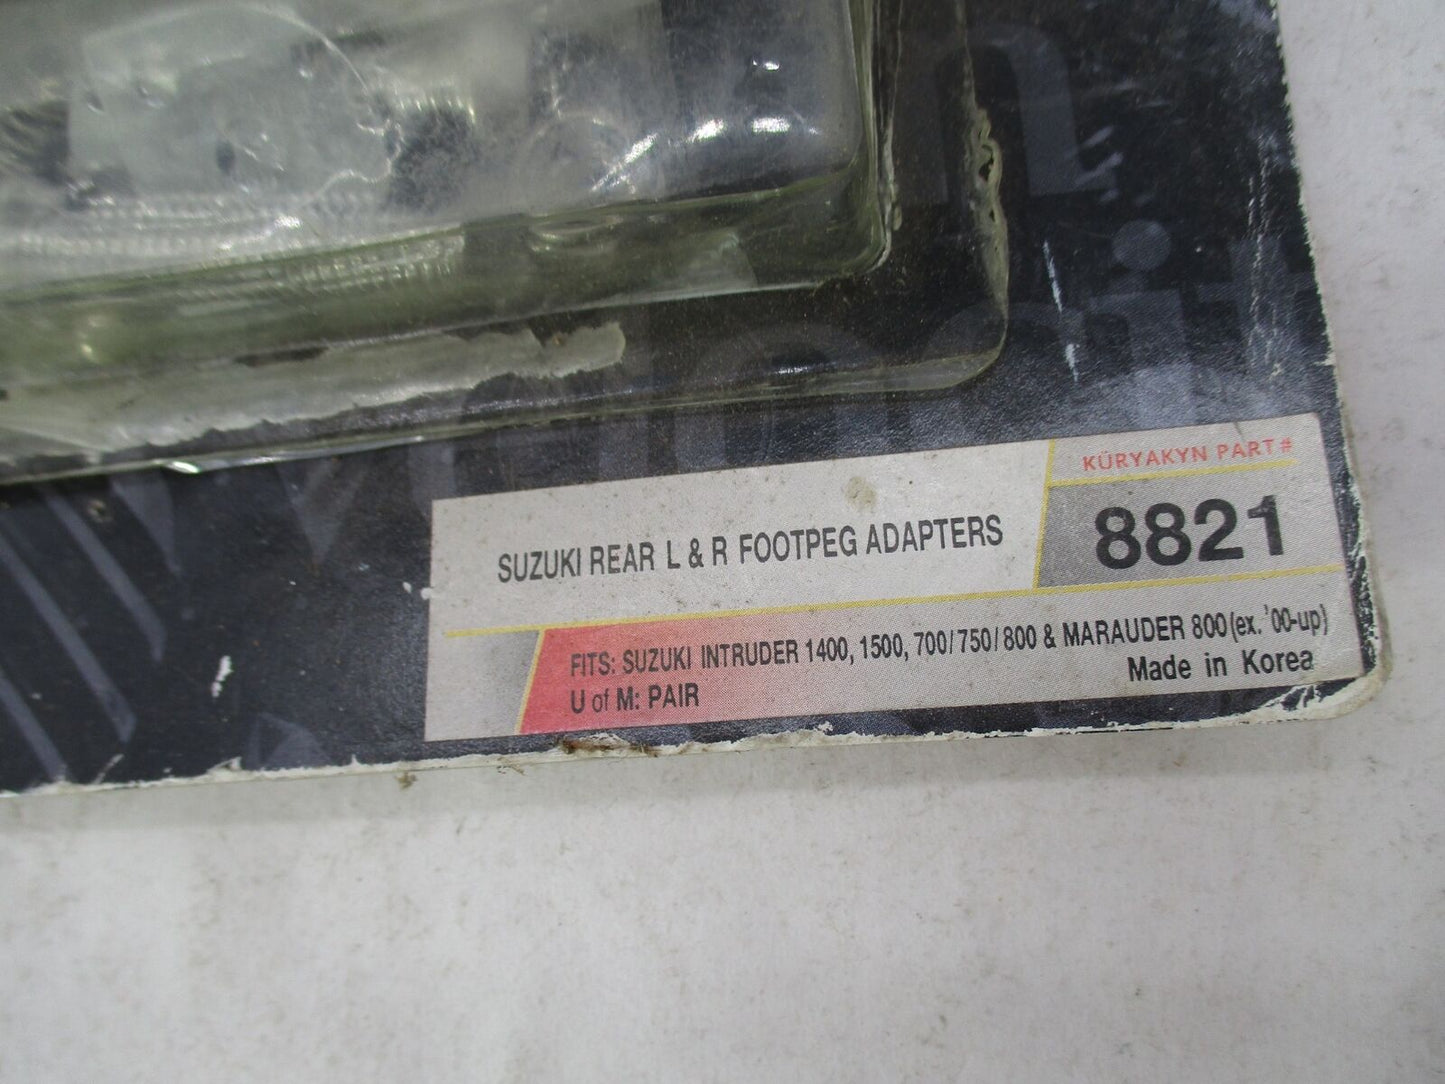 KÜRYAKYN PART#
8821
SUZUKI REAR L & R FOOTPEG ADAPTERS
FITS: SUZUKI INTRUDER 1400, 1500, 700/750/800 & MARAUDER 800(ex.'00-up)
U of M: PAIR
Made in Korea